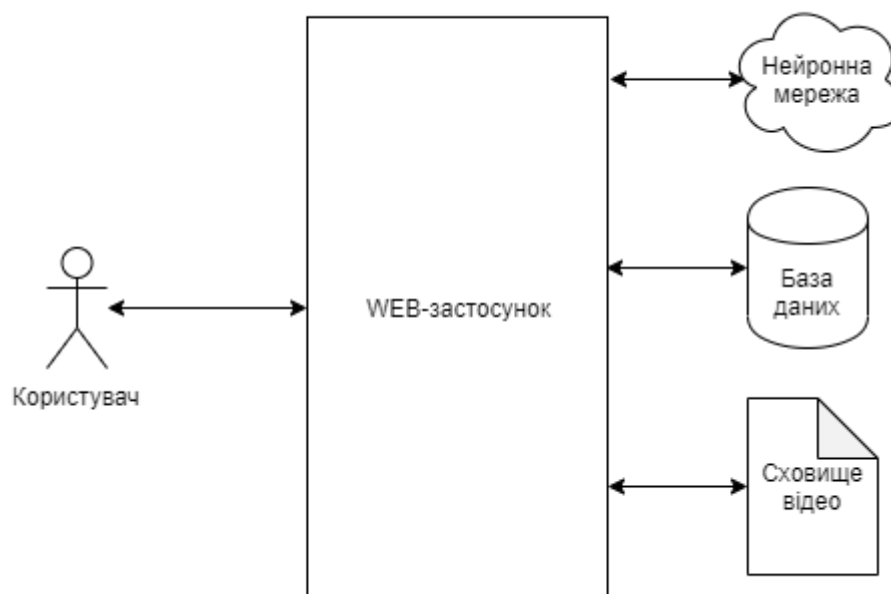 Нейронна
мережа
База
даних
WEB-застосунок
Користувач
Сховище
відео